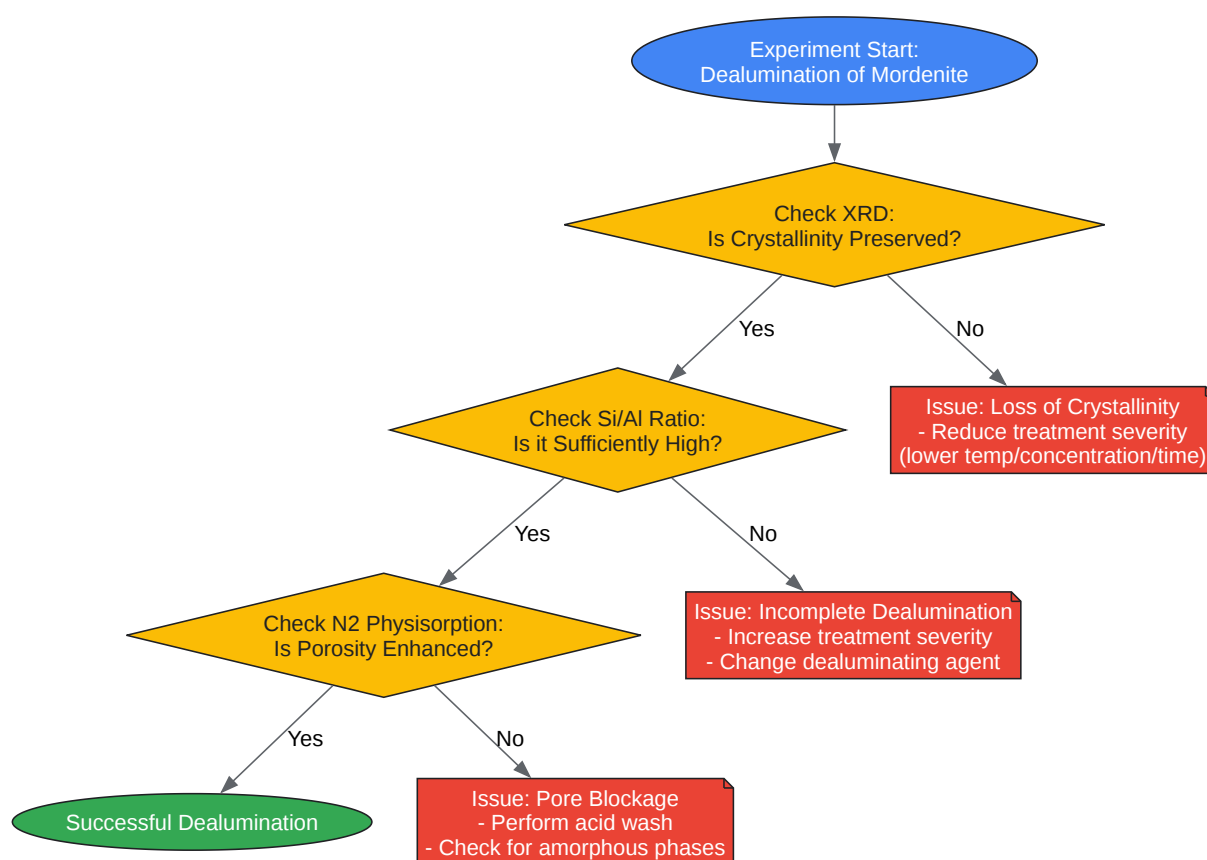 Experiment Start:
Dealumination of Mordenite
Check XRD:
Is Crystallinity Preserved?
Yes
No
Issue: Loss of Crystallinity
- Reduce treatment severity
(lower temp/concentration/time)
Check Si/Al Ratio:
Is it Sufficiently High?
Yes
No
Issue: Incomplete Dealumination
- Increase treatment severity
- Change dealuminating agent
Check N2 Physisorption:
Is Porosity Enhanced?
Yes
No
Successful Dealumination
Issue: Pore Blockage
- Perform acid wash
- Check for amorphous phases